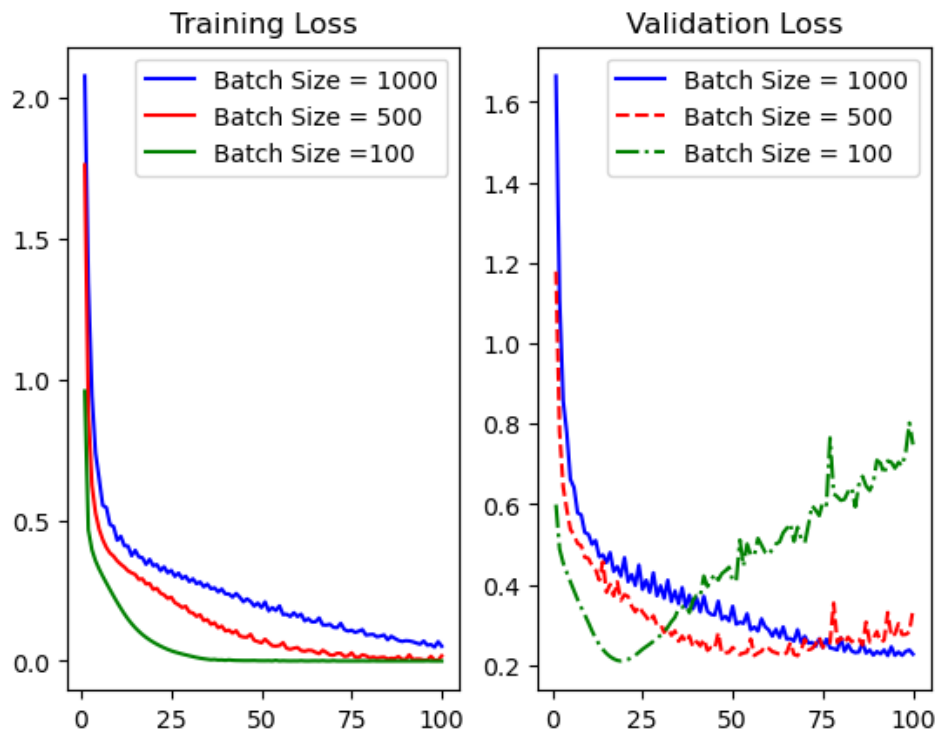 Training Loss
Batch Size = 1000
Batch Size = 500
Batch Size =100
2.0
1.5
1.0
0.5
0.0
0 25 50 75 100
Validation Loss
Batch Size = 1000
Batch Size = 500
Batch Size = 100
1.6
1.4
1.2
1.0
0.8
0.6
0.4
0.2
0 25 50 75 100